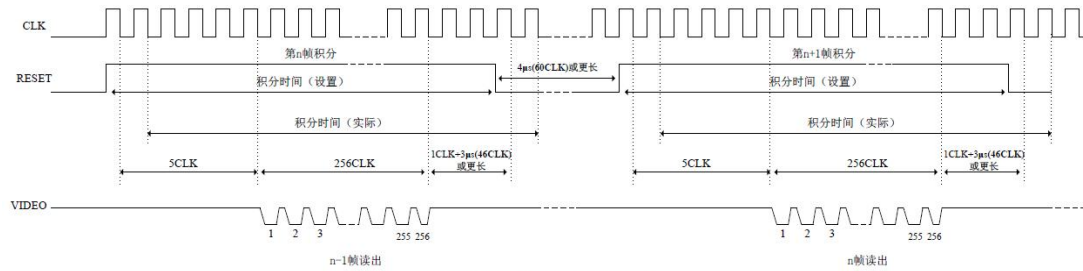 CLK
第n帧积分
第n+1帧积分
RESET
4μs(60CLK)或更长
积分时间（设置）
积分时间（设置）
积分时间（实际）
积分时间（实际）
5CLK
256CLK
1CLK+3μs(46CLK)
或更长
5CLK
256CLK
1CLK+3μs(46CLK)
或更长
VIDEO
1 2 3 255 256
1 2 3 255 256
n-1帧读出
n帧读出